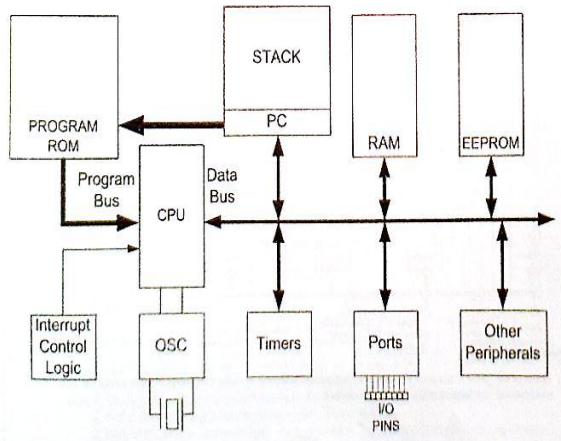 STACK
PC
PROGRAM
ROM
RAM
EEPROM
Program
Bus
Data
Bus
CPU
Interrupt
Control
Logic
OSC
Timers
Ports
Other
Peripherals
I/O
PINS